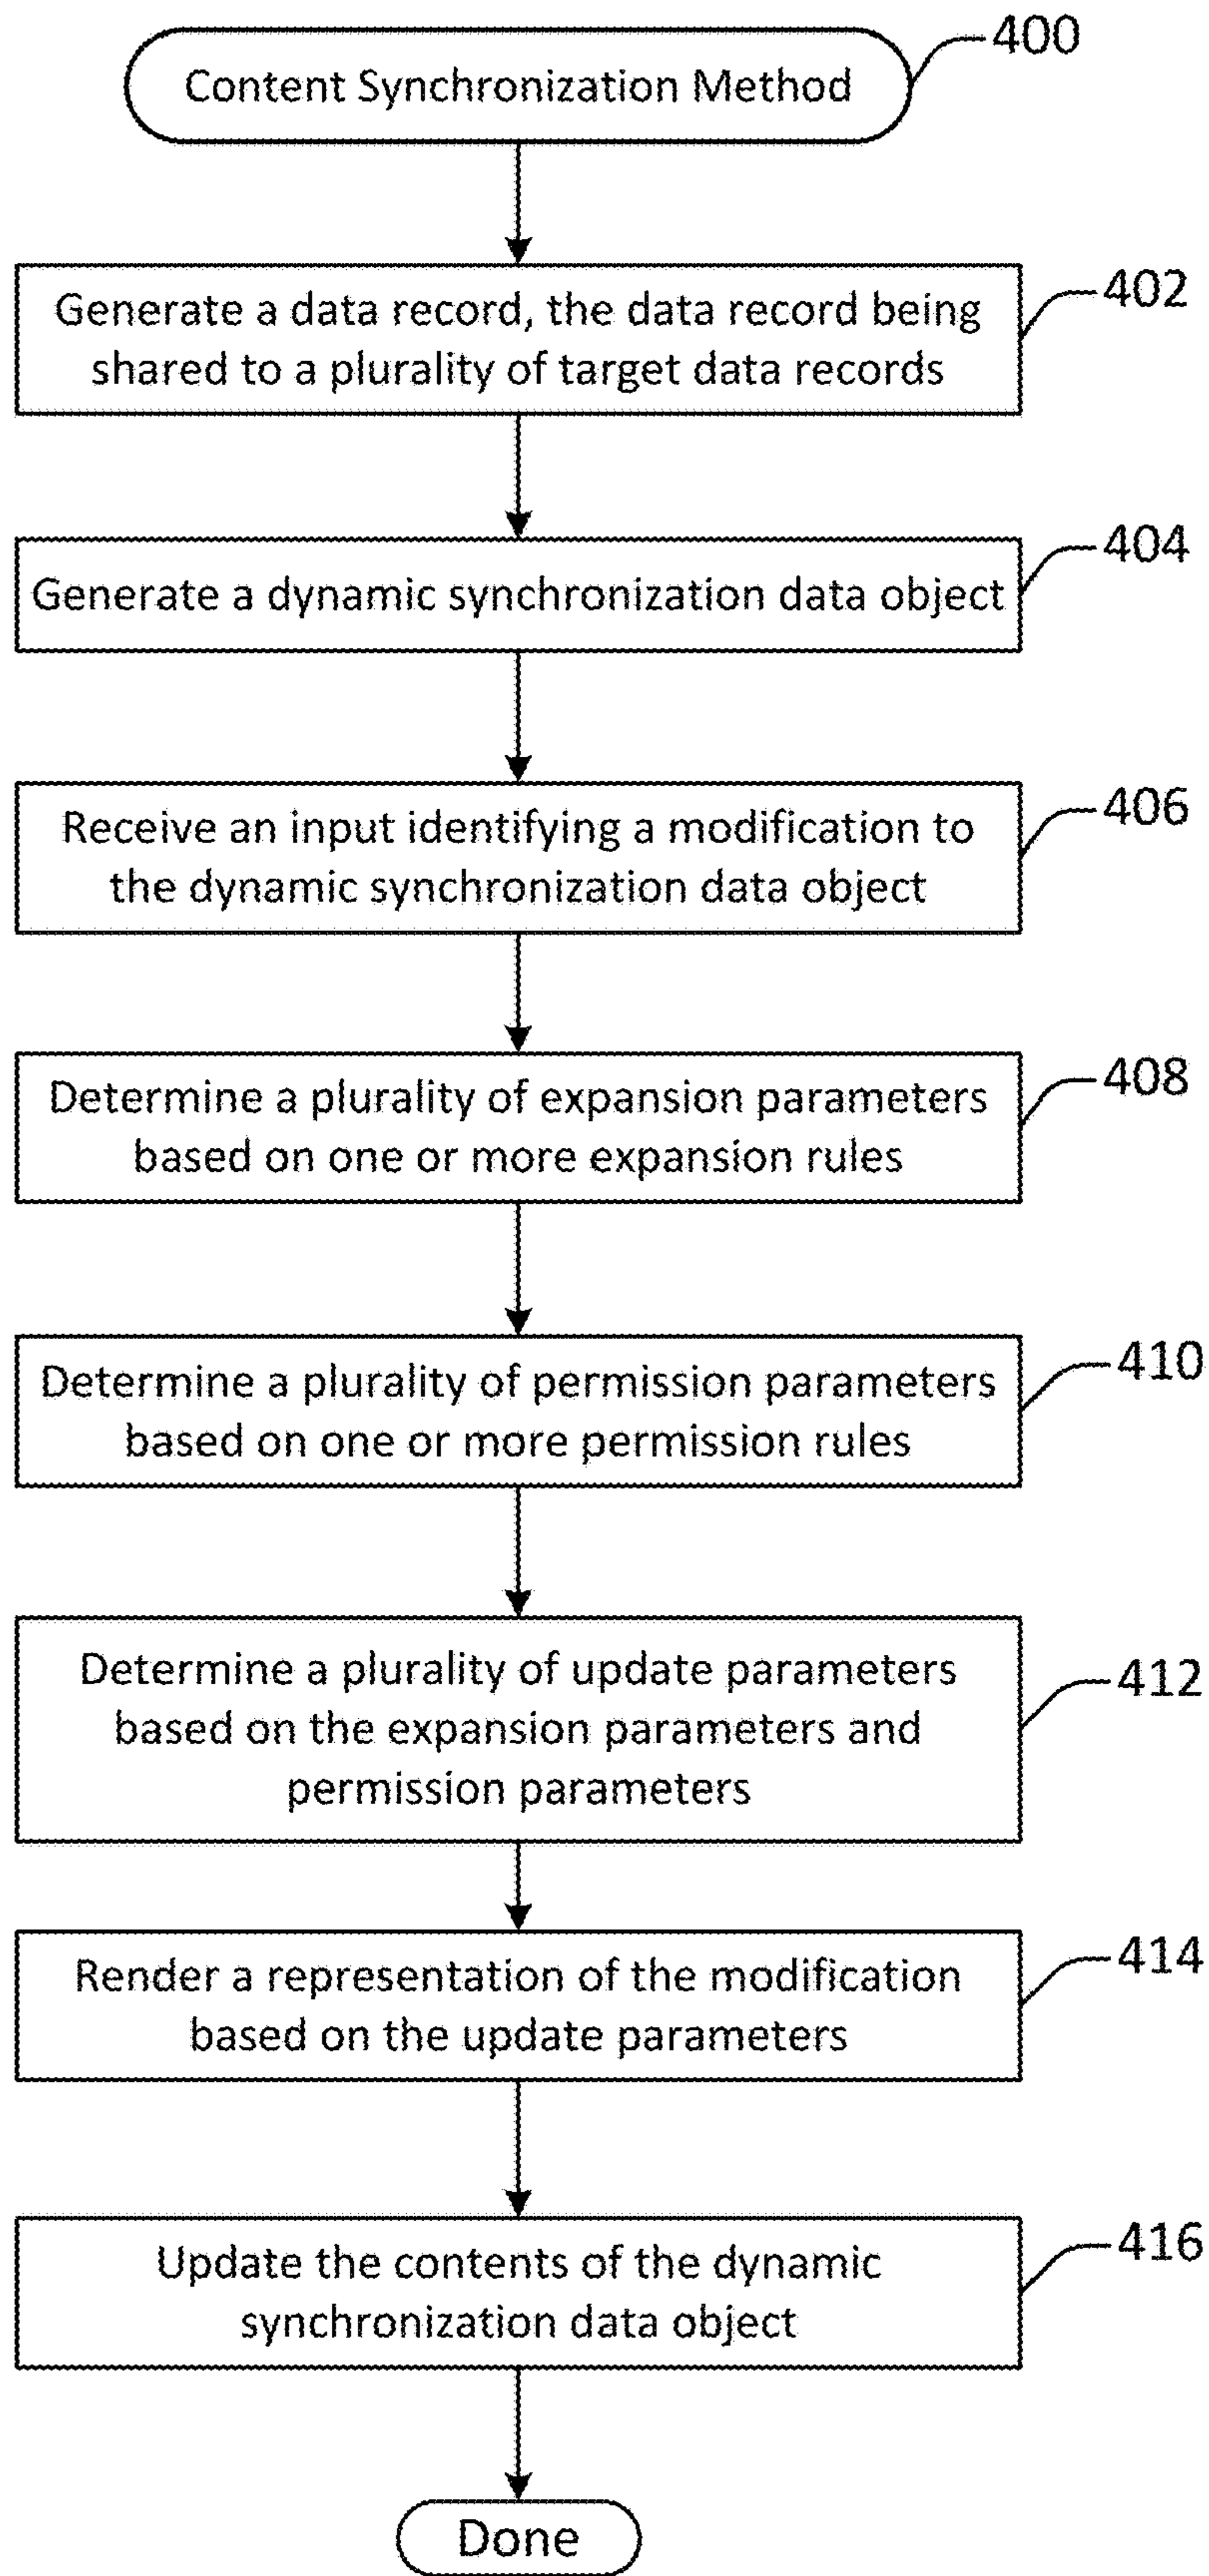 400
Content Synchronization Method
402
Generate a data record, the data record being
shared to a plurality of target data records
404
Generate a dynamic synchronization data object
406
Receive an input identifying a modification to
the dynamic synchronization data object
408
Determine a plurality of expansion parameters
based on one or more expansion rules
410
Determine a plurality of permission parameters
based on one or more permission rules
412
Determine a plurality of update parameters
based on the expansion parameters and
permission parameters
414
Render a representation of the modification
based on the update parameters
416
Update the contents of the dynamic
synchronization data object
Done